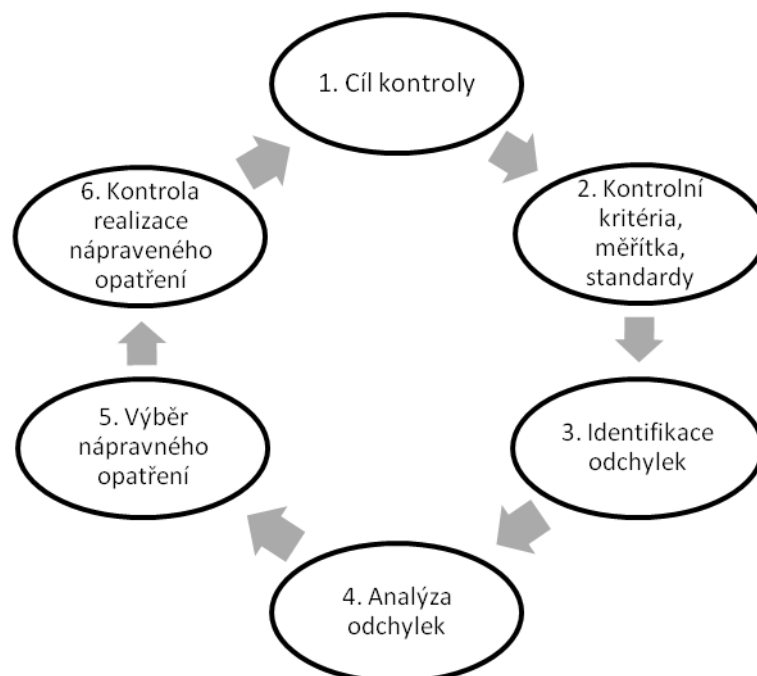 1. Cíl kontroly
2. Kontrolní
kritéria,
měřítka,
standardy
3. Identifikace
odchylek
4. Analýza
odchylek
5. Výběr
nápravného
opatření
6. Kontrola
realizace
nápraveného
opatření